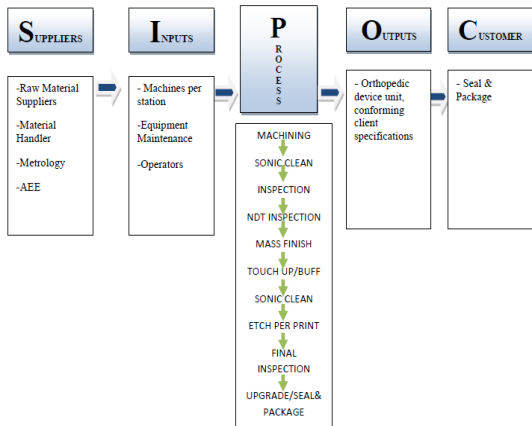 SUPPLIERS
INPUTS
PROCESS
OUTPUTS
CUSTOMER
-Raw Material
Suppliers
-Material
Handler
-Metrology
-AEE
- Machines per
station
-Equipment
Maintenance
-Operators
MACHINING
SONIC CLEAN
INSPECTION
NDT INSPECTION
MASS FINISH
TOUCH UP/BUFF
SONIC CLEAN
ETCH PER PRINT
FINAL
INSPECTION
UPGRADE/SEAL&
PACKAGE
- Orthopedic
device unit,
conforming
client
specifications
- Seal &
Package